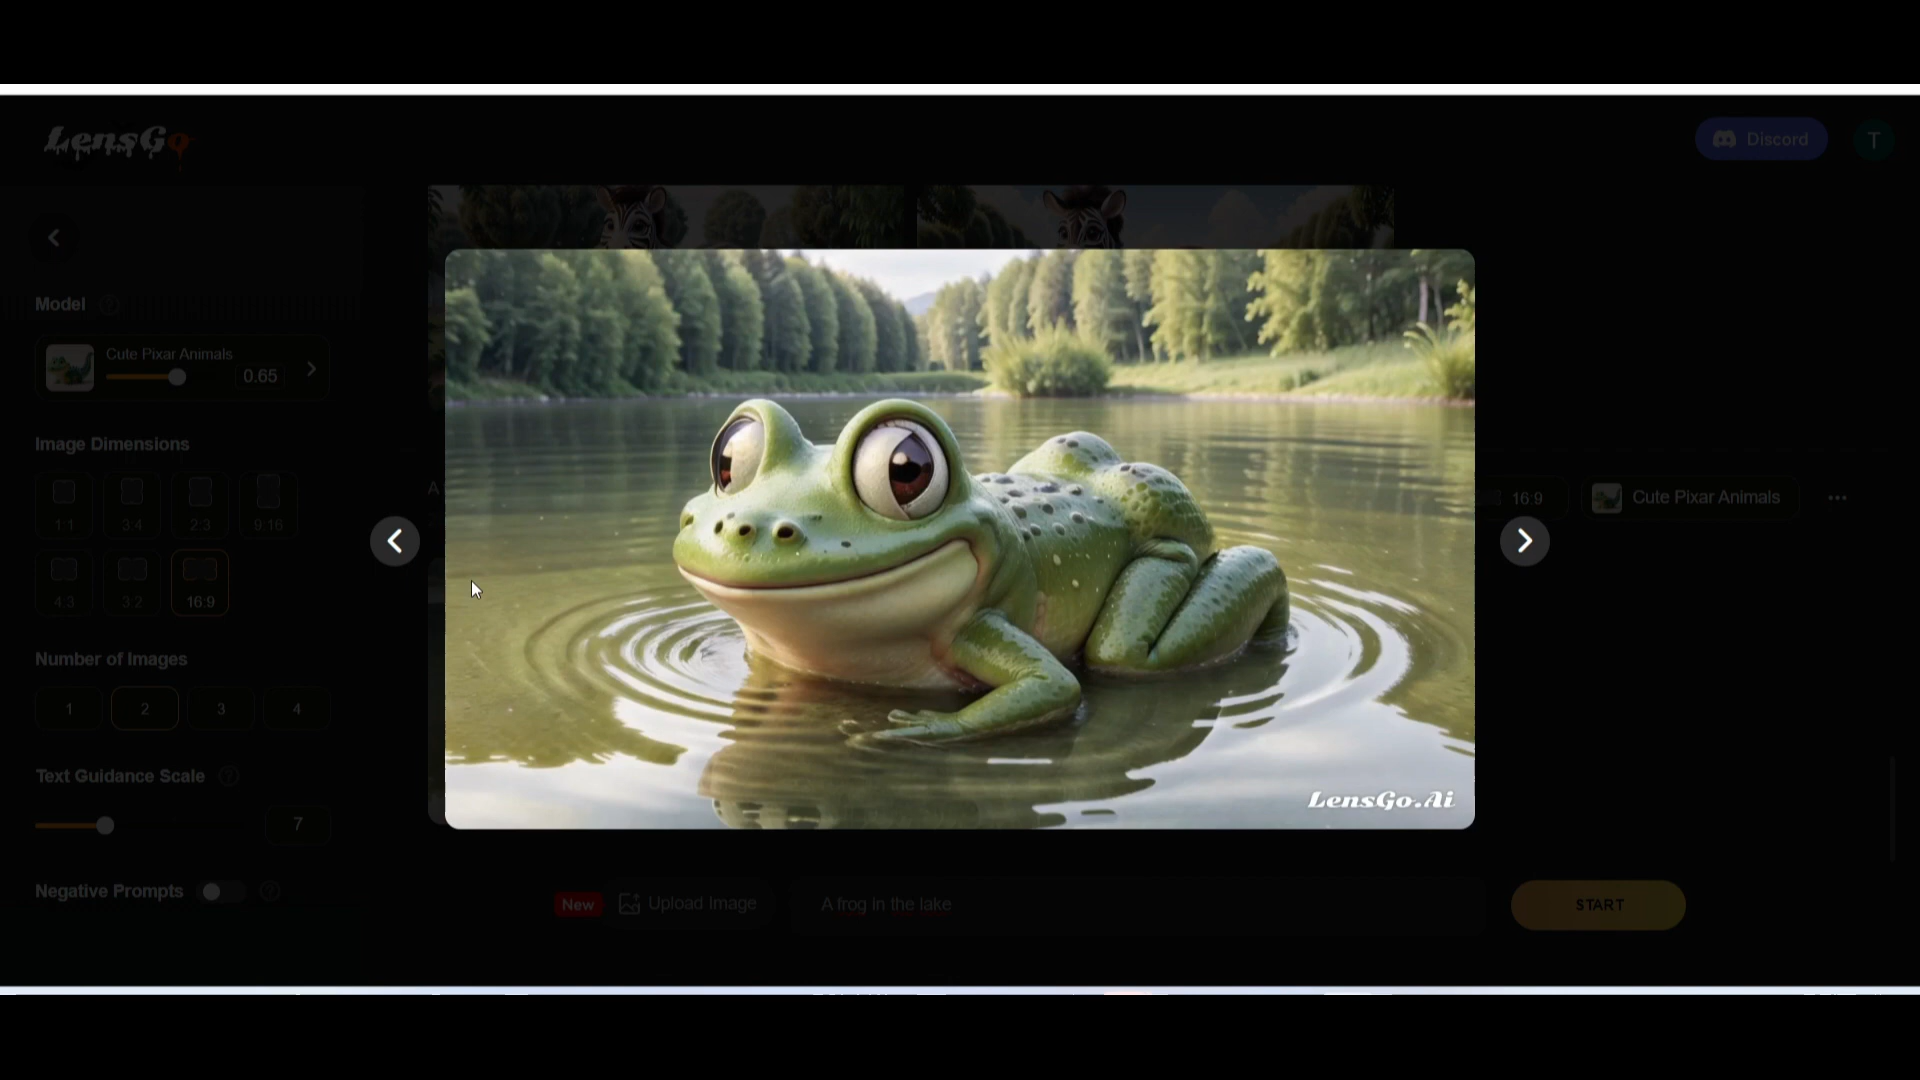 LensGo
Discord
T
Model
Cute Pixar Animals
0.65
Image Dimensions
1:1
3:4
2:3
9:16
A
16:9
Cute Pixar Animals
4:3
3:2
16:9
Number of Images
1
2
3
4
Text Guidance Scale
7
LensGo.Ai
Negative Prompts
New
Upload Image
A frog in the lake
START